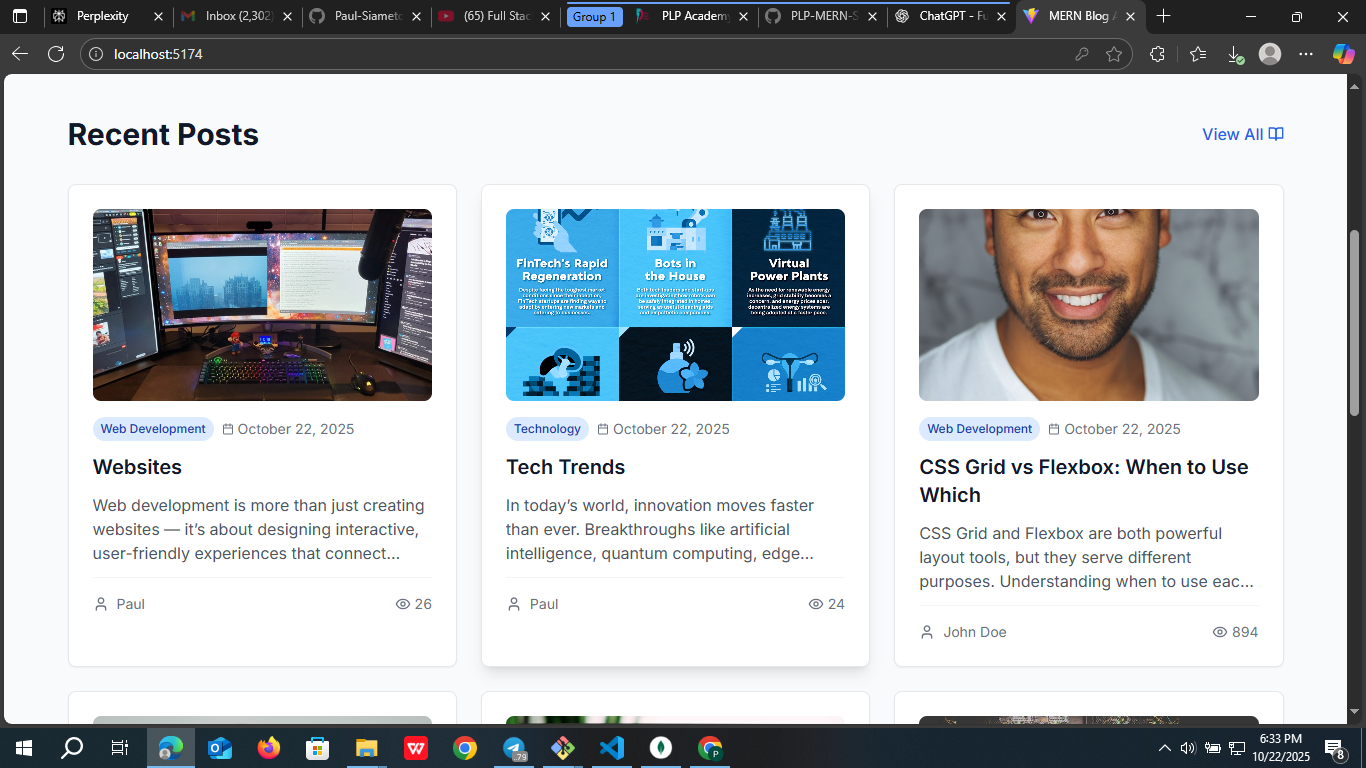 Perplexity
Inbox (2,302)
Paul-Siameto
(65) Full Stac
Group 1
PLP Academy
PLP-MERN-S
ChatGPT - Fu
MERN Blog A
localhost:5174
Recent Posts
View All
FinTech's Rapid
Regeneration
Bots in
the House
Virtual
Power Plants
Web Development
October 22, 2025
Websites
Web development is more than just creating
websites — it’s about designing interactive,
user-friendly experiences that connect...
Paul
26
Technology
October 22, 2025
Tech Trends
In today’s world, innovation moves faster
than ever. Breakthroughs like artificial
intelligence, quantum computing, edge...
Paul
24
Web Development
October 22, 2025
CSS Grid vs Flexbox: When to Use
Which
CSS Grid and Flexbox are both powerful
layout tools, but they serve different
purposes. Understanding when to use eac...
John Doe
894
.79
6:33 PM
10/22/2025
8